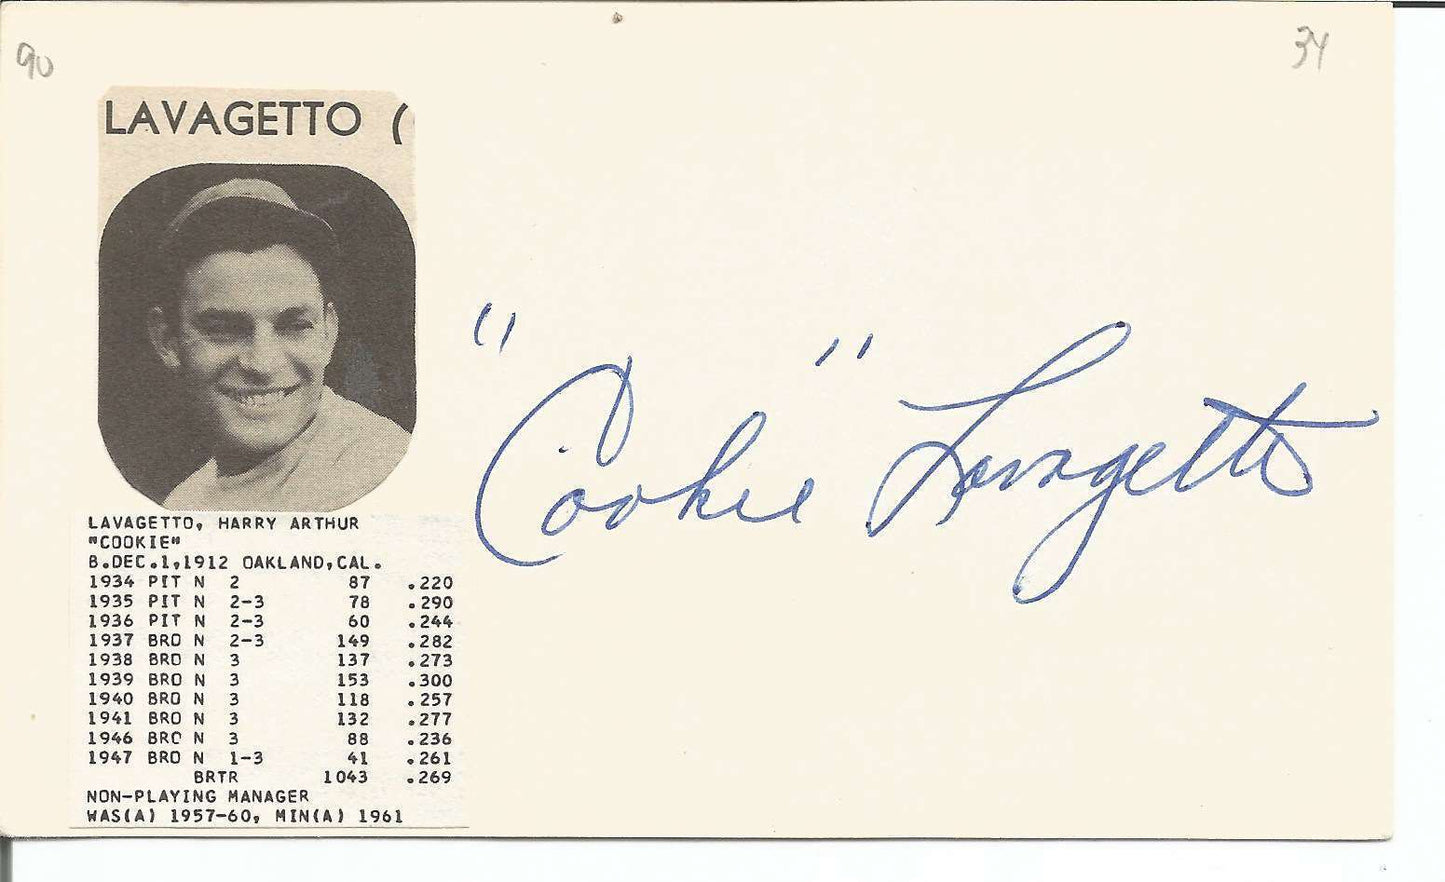 90
34
LAVAGETTO (
"Cookie" Lavagetto
LAVAGETTO, HARRY ARTHUR
"COOKIE"
B.DEC.1,1912 OAKLAND,CAL.
1934 PIT N 2 87 .220
1935 PIT N 2-3 78 .290
1936 PIT N 2-3 60 .244
1937 BRO N 2-3 149 .282
1938 BRO N 3 137 .273
1939 BRO N 3 153 .300
1940 BRO N 3 118 .257
1941 BRO N 3 132 .277
1946 BRO N 3 88 .236
1947 BRO N 1-3 41 .261
BRTR 1043 .269
NON-PLAYING MANAGER
WAS(A) 1957-60, MIN(A) 1961